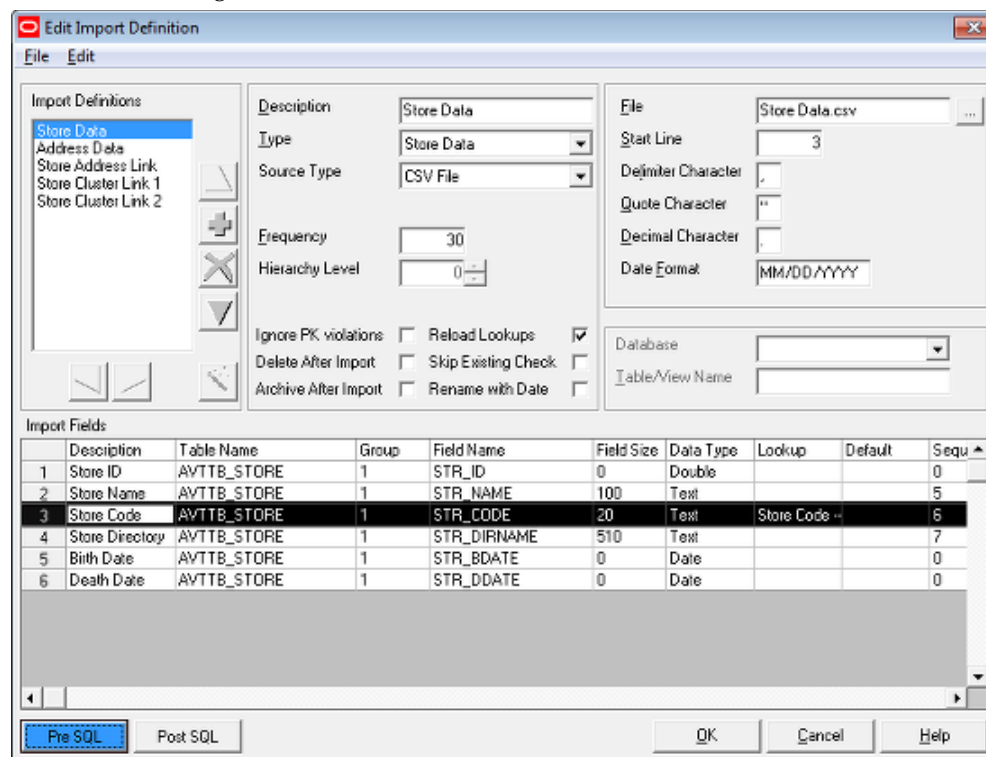 Edit Import Definition
File Edit
Import Definitions
Store Data
Address Data
Store Address Link
Store Cluster Link 1
Store Cluster Link 2
Description Store Data
Type Store Data
Source Type CSV File
Frequency 30
Hierarchy Level 0
Ignore PK violations Reload Lookups
Delete After Import Skip Existing Check
Archive After Import Rename with Date
File Store Data.csv ...
Start Line 3
Delimiter Character ,
Quote Character "
Decimal Character .
Date Format MM/DD/YYYY
Database
Table/View Name
Import Fields
Description Table Name Group Field Name Field Size Data Type Lookup Default Sequ
1 Store ID AVTTB_STORE 1 STR_ID 0 Double 0
2 Store Name AVTTB_STORE 1 STR_NAME 100 Text 5
3 Store Code AVTTB_STORE 1 STR_CODE 20 Text Store Code -- 6
4 Store Directory AVTTB_STORE 1 STR_DIRNAME 510 Text 7
5 Birth Date AVTTB_STORE 1 STR_BDATE 0 Date 0
6 Death Date AVTTB_STORE 1 STR_DDATE 0 Date 0
Pre SQL Post SQL OK Cancel Help